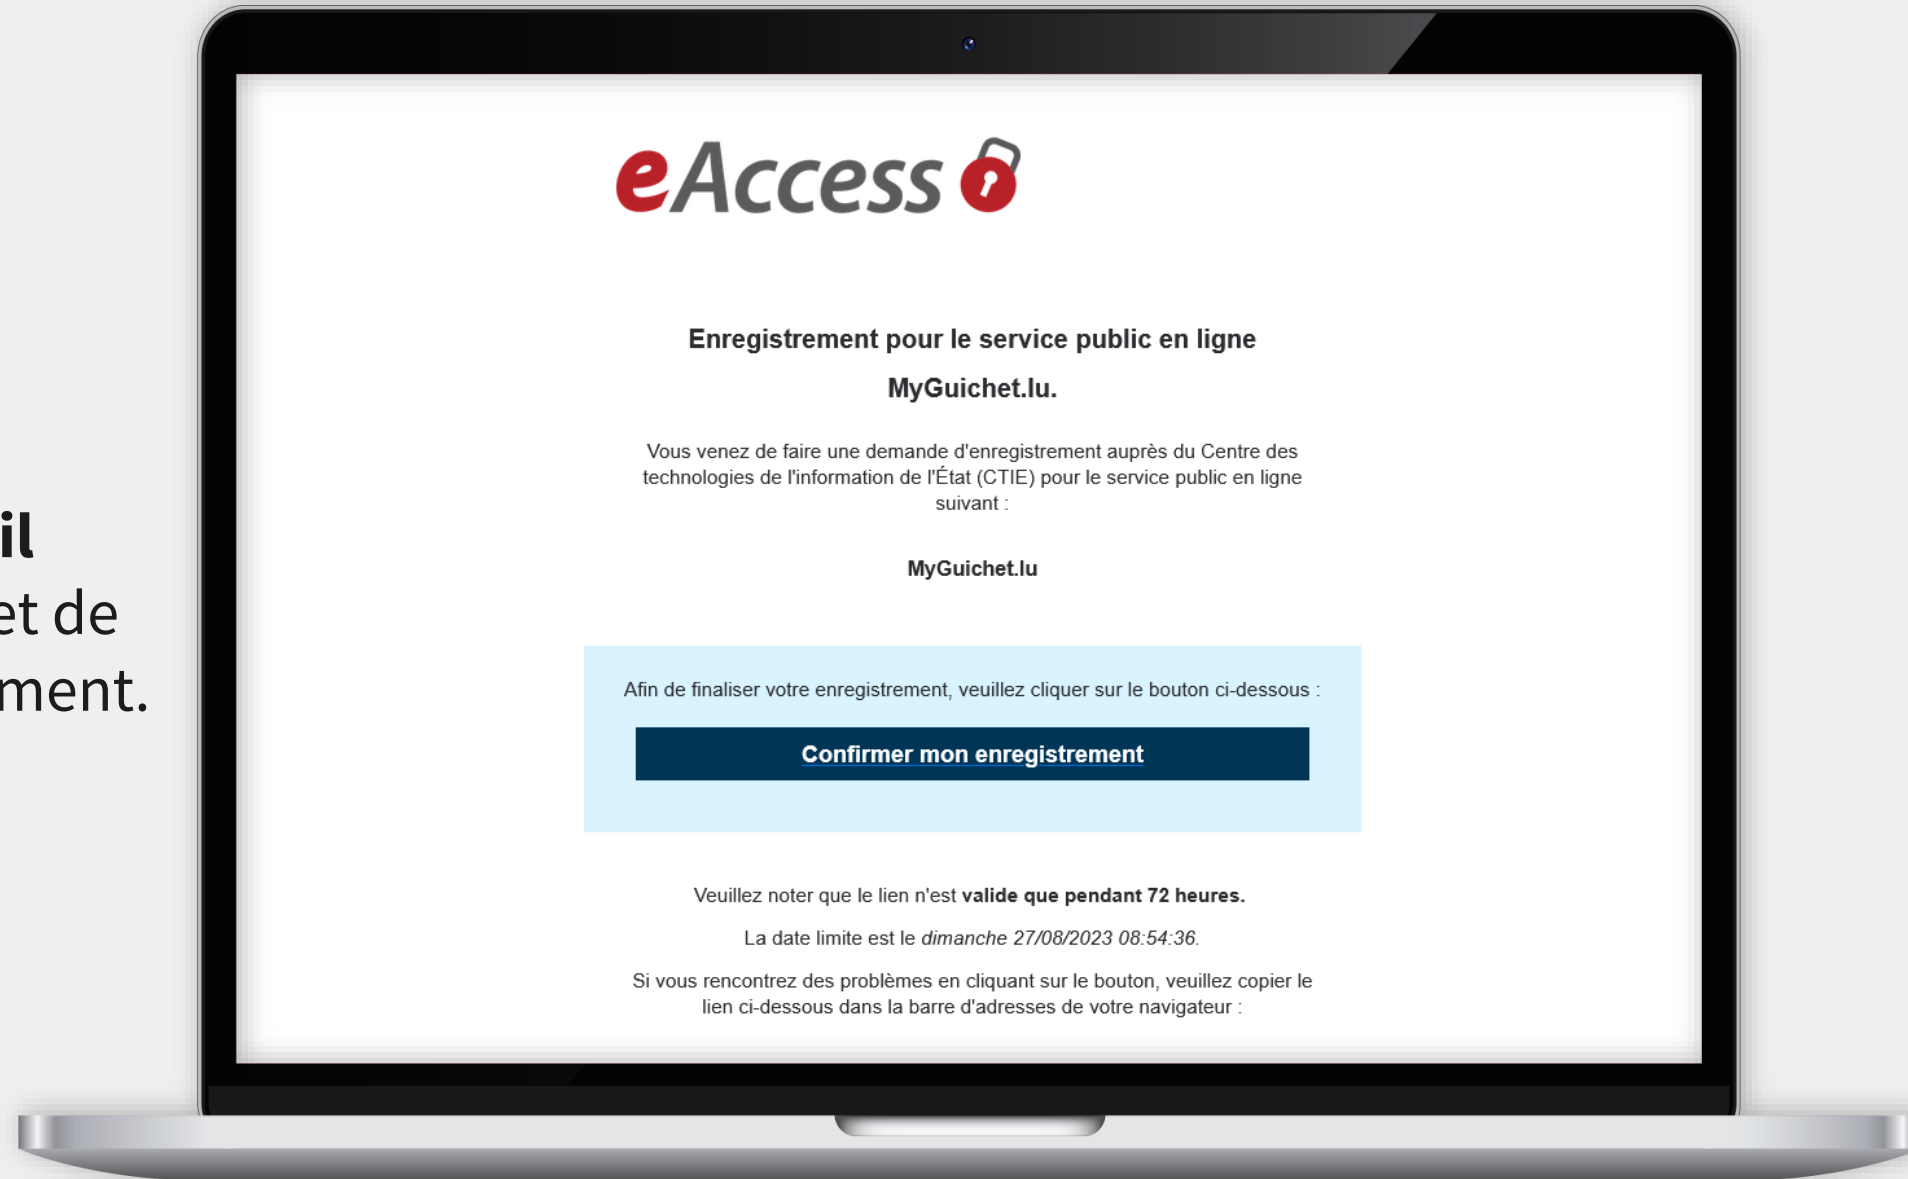 il
et de
ment.
eAccess
Enregistrement pour le service public en ligne
MyGuichet.lu.
Vous venez de faire une demande d'enregistrement auprès du Centre des
technologies de l'information de l'État (CTIE) pour le service public en ligne
suivant :
MyGuichet.lu
Afin de finaliser votre enregistrement, veuillez cliquer sur le bouton ci-dessous :
Confirmer mon enregistrement
Veuillez noter que le lien n'est valide que pendant 72 heures.
La date limite est le dimanche 27/08/2023 08:54:36.
Si vous rencontrez des problèmes en cliquant sur le bouton, veuillez copier le
lien ci-dessous dans la barre d'adresses de votre navigateur :